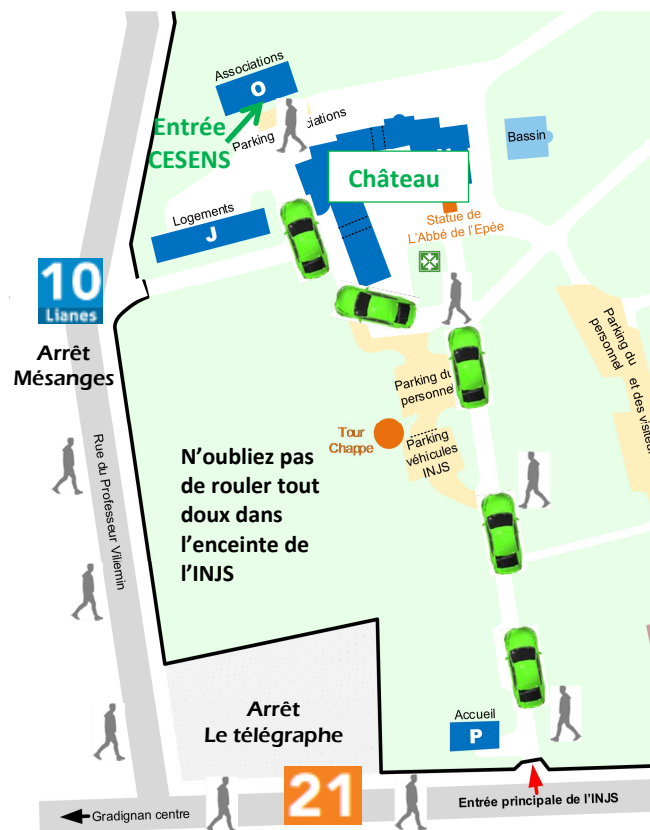 Associations
O
Entrée
CESENS
Parking
ciations
Bassin
Château
Logements
J
Statue de
L'Abbé de l'Epée
10
Lianes
Arrêt
Mésanges
Parking du
personnel
Parking du
personnel
et des visiteu
Tour
Chappe
Parking
véhicules
INJS
Rue du Professeur Villemin
N'oubliez pas
de rouler tout
doux dans
l'enceinte de
l'INJS
Arrêt
Le télégraphe
Accueil
P
21
Gradignan centre
Entrée principale de l'INJS